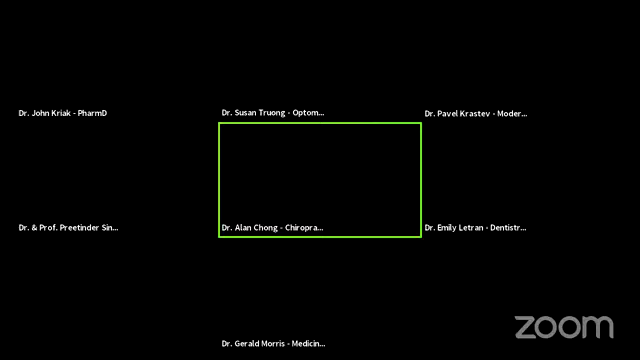 Dr. John Kriak - PharmD
Dr. Susan Truong - Optom...
Dr. Pavel Krastev - Moder...
Dr. & Prof. Preetinder Sin...
Dr. Alan Chong - Chiropra...
Dr. Emily Letran - Dentistr...
Dr. Gerald Morris - Medicin...
zoom